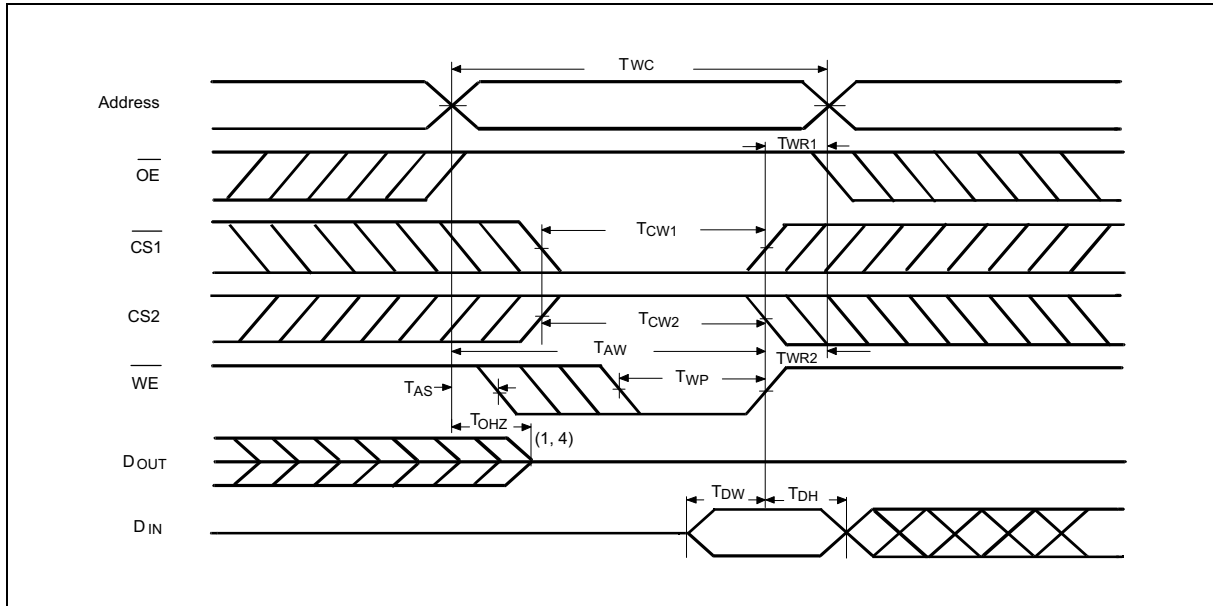 TWC
Address
TWR1
OE
TCW1
CS1
TCW2
CS2
TAW
TWR2
WE
TAS
TWP
TOHZ
(1, 4)
DOUT
TDW
TDH
DIN